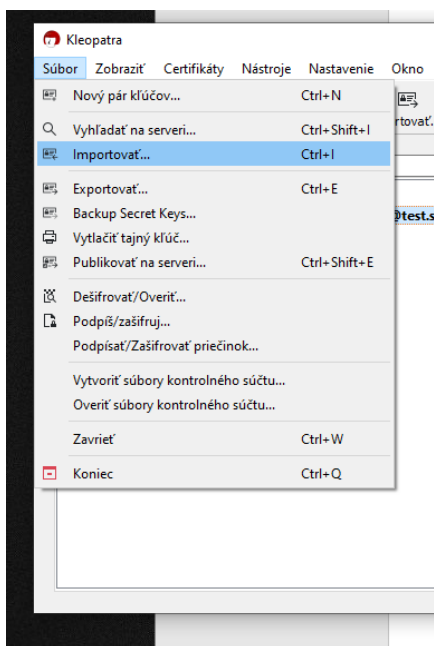 Kleopatra
Súbor Zobraziť Certifikáty Nástroje Nastavenie Okno
Nový pár kľúčov... Ctrl+N
Vyhľadať na serveri... Ctrl+Shift+I
rtovať.
Importovať... Ctrl+I
Exportovať... Ctrl+E
Backup Secret Keys...
@test.s
Vytlačiť tajný kľúč...
Publikovať na serveri... Ctrl+Shift+E
Dešifrovať/Overiť...
Podpíš/zašifruj...
Podpísať/Zašifrovať priečinok...
Vytvoriť súbory kontrolného súčtu...
Overiť súbory kontrolného súčtu...
Zavrieť Ctrl+W
Koniec Ctrl+Q